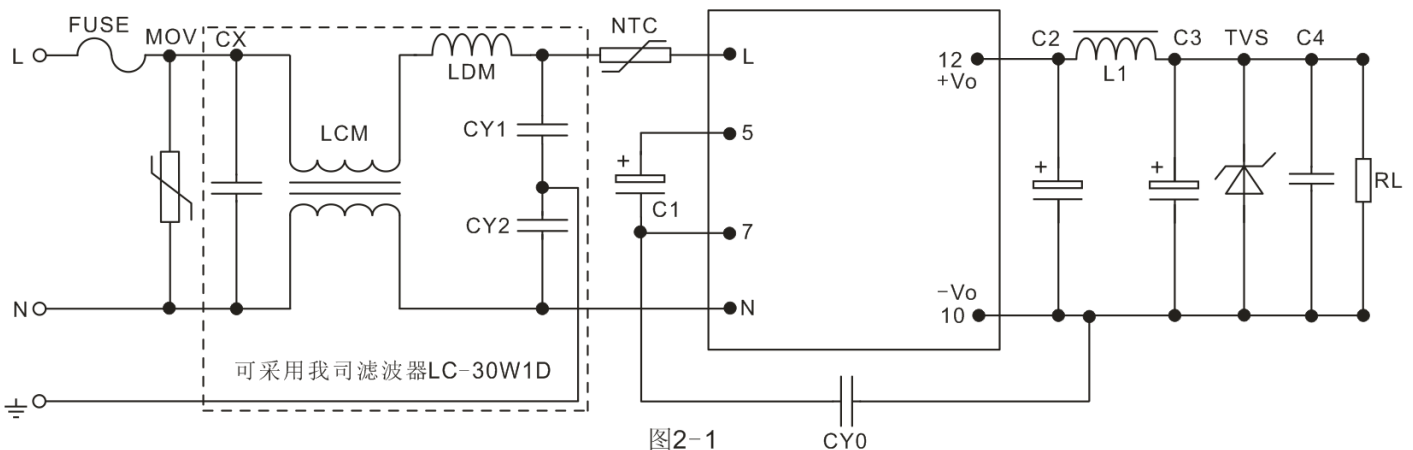 FUSE
MOV
CX
LDM
NTC
C2
L1
C3
TVS
C4
L
L
12
+Vo
CY1
LCM
5
+
C1
+
+
RL
CY2
7
N
N
-Vo
10
可采用我司滤波器LC-30W1D
CY0
图2-1